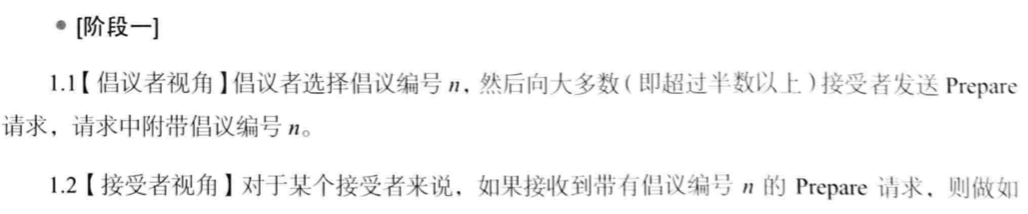 • [阶段一]
1.1【倡议者视角】倡议者选择倡议编号 n，然后向大多数（即超过半数以上）接受者发送 Prepare
请求，请求中附带倡议编号 n。
1.2【接受者视角】对于某个接受者来说，如果接收到带有倡议编号 n 的 Prepare 请求，则做如